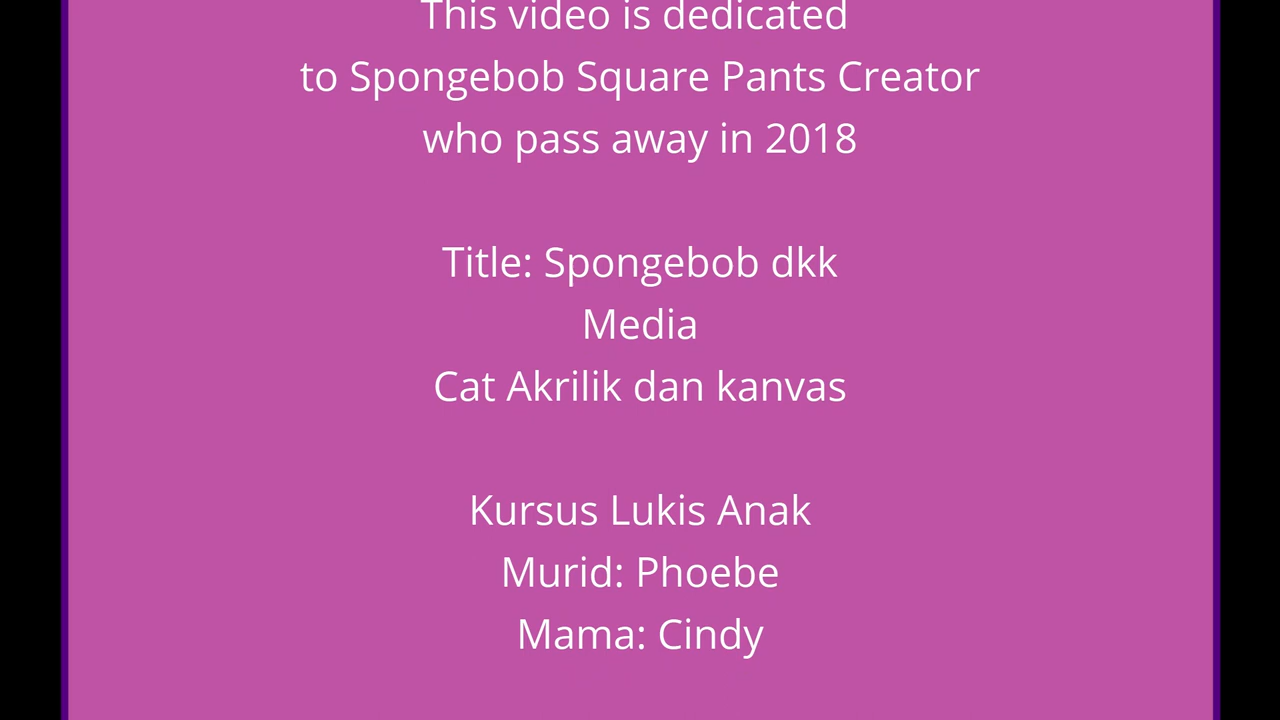 This video is dedicated
to Spongebob Square Pants Creator
who pass away in 2018
Title: Spongebob dkk
Media
Cat Akrilik dan kanvas
Kursus Lukis Anak
Murid: Phoebe
Mama: Cindy